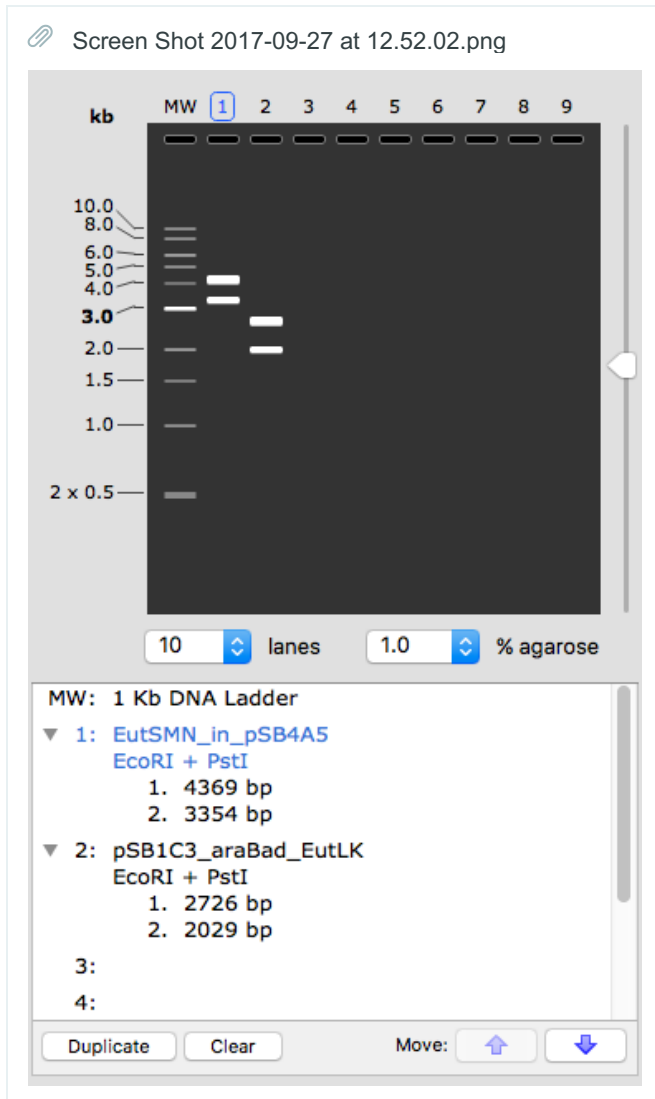 Screen Shot 2017-09-27 at 12.52.02.png
kb MW 1 2 3 4 5 6 7 8 9
10.0
8.0
6.0
5.0
4.0
3.0
2.0
1.5
1.0
2 x 0.5
10 lanes 1.0 % agarose
MW: 1 Kb DNA Ladder
1: EutSMN_in_pSB4A5
EcoRI + PstI
1. 4369 bp
2. 3354 bp
2: pSB1C3_araBad_EutLK
EcoRI + PstI
1. 2726 bp
2. 2029 bp
3:
4:
Duplicate Clear Move: